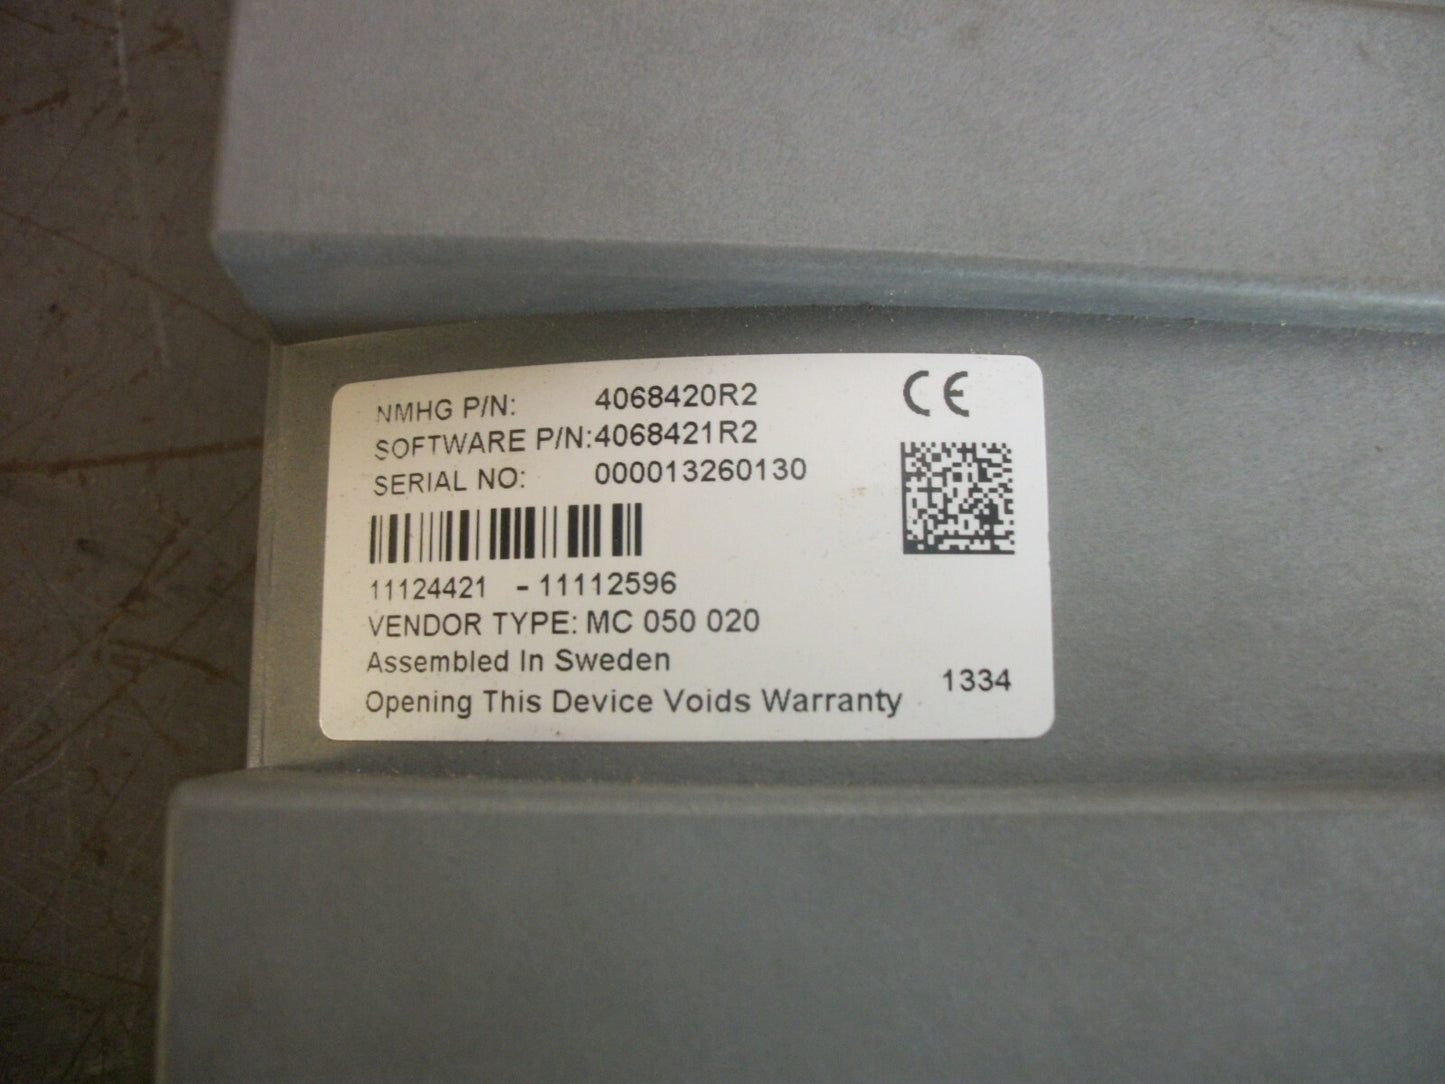 NMHG P/N: 4068420R2
SOFTWARE P/N:4068421R2
SERIAL NO: 000013260130
11124421 - 11112596
VENDOR TYPE: MC 050 020
Assembled In Sweden
Opening This Device Voids Warranty
CE
1334